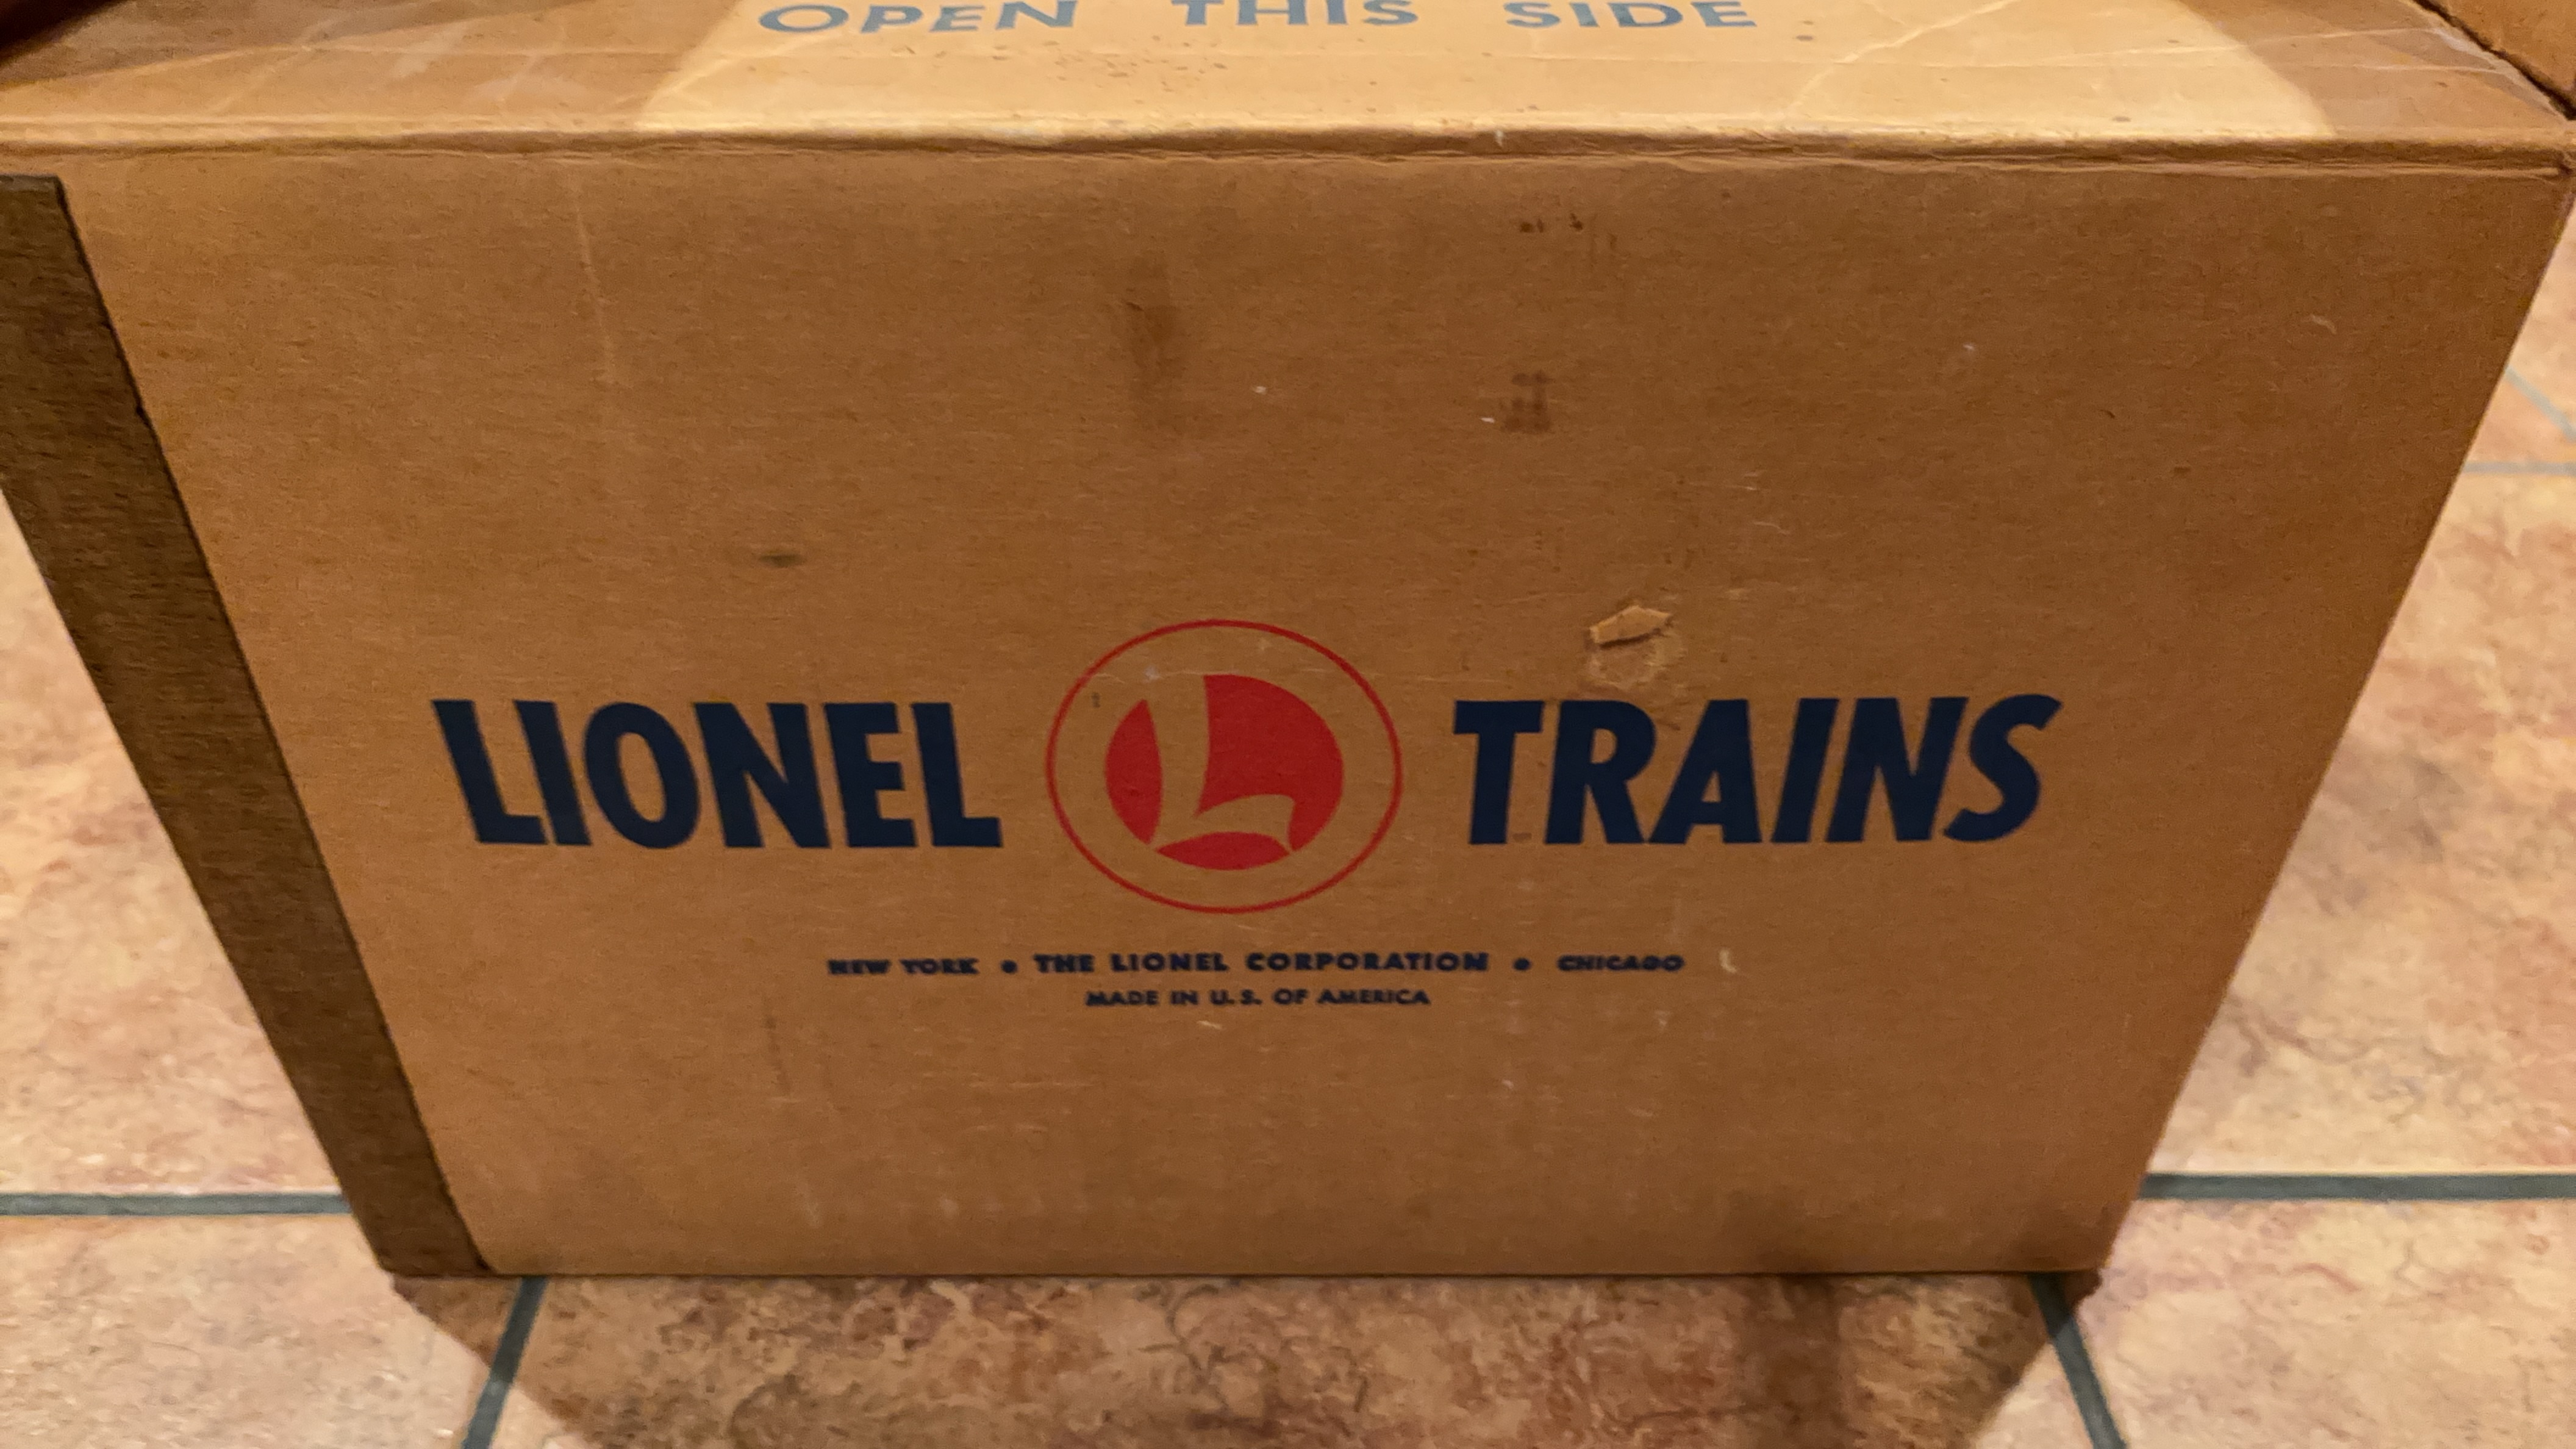 OPEN THIS SIDE
LIONEL L TRAINS
NEW YORK • THE LIONEL CORPORATION • CHICAGO
MADE IN U.S. OF AMERICA